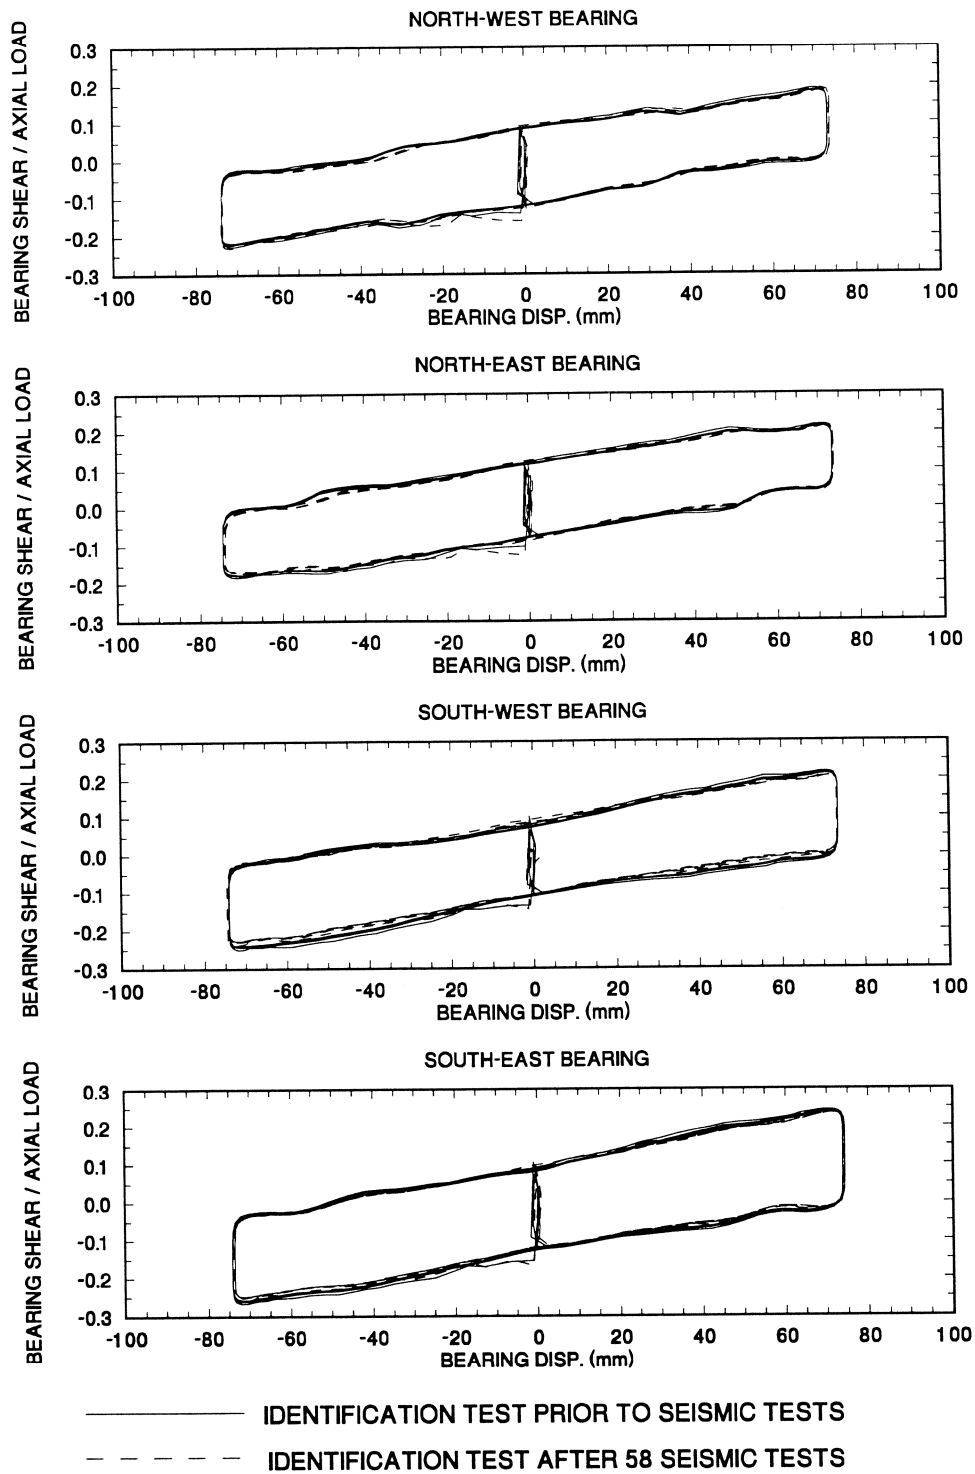 NORTH-WEST BEARING
BEARING SHEAR / AXIAL LOAD
0.3
0.2
0.1
0.0
-0.1
-0.2
-0.3
-100 -80 -60 -40 -20 0 20 40 60 80 100
BEARING DISP. (mm)
NORTH-EAST BEARING
BEARING SHEAR / AXIAL LOAD
0.3
0.2
0.1
0.0
-0.1
-0.2
-0.3
-100 -80 -60 -40 -20 0 20 40 60 80 100
BEARING DISP. (mm)
SOUTH-WEST BEARING
BEARING SHEAR / AXIAL LOAD
0.3
0.2
0.1
0.0
-0.1
-0.2
-0.3
-100 -80 -60 -40 -20 0 20 40 60 80 100
BEARING DISP. (mm)
SOUTH-EAST BEARING
BEARING SHEAR / AXIAL LOAD
0.3
0.2
0.1
0.0
-0.1
-0.2
-0.3
-100 -80 -60 -40 -20 0 20 40 60 80 100
BEARING DISP. (mm)
IDENTIFICATION TEST PRIOR TO SEISMIC TESTS
IDENTIFICATION TEST AFTER 58 SEISMIC TESTS